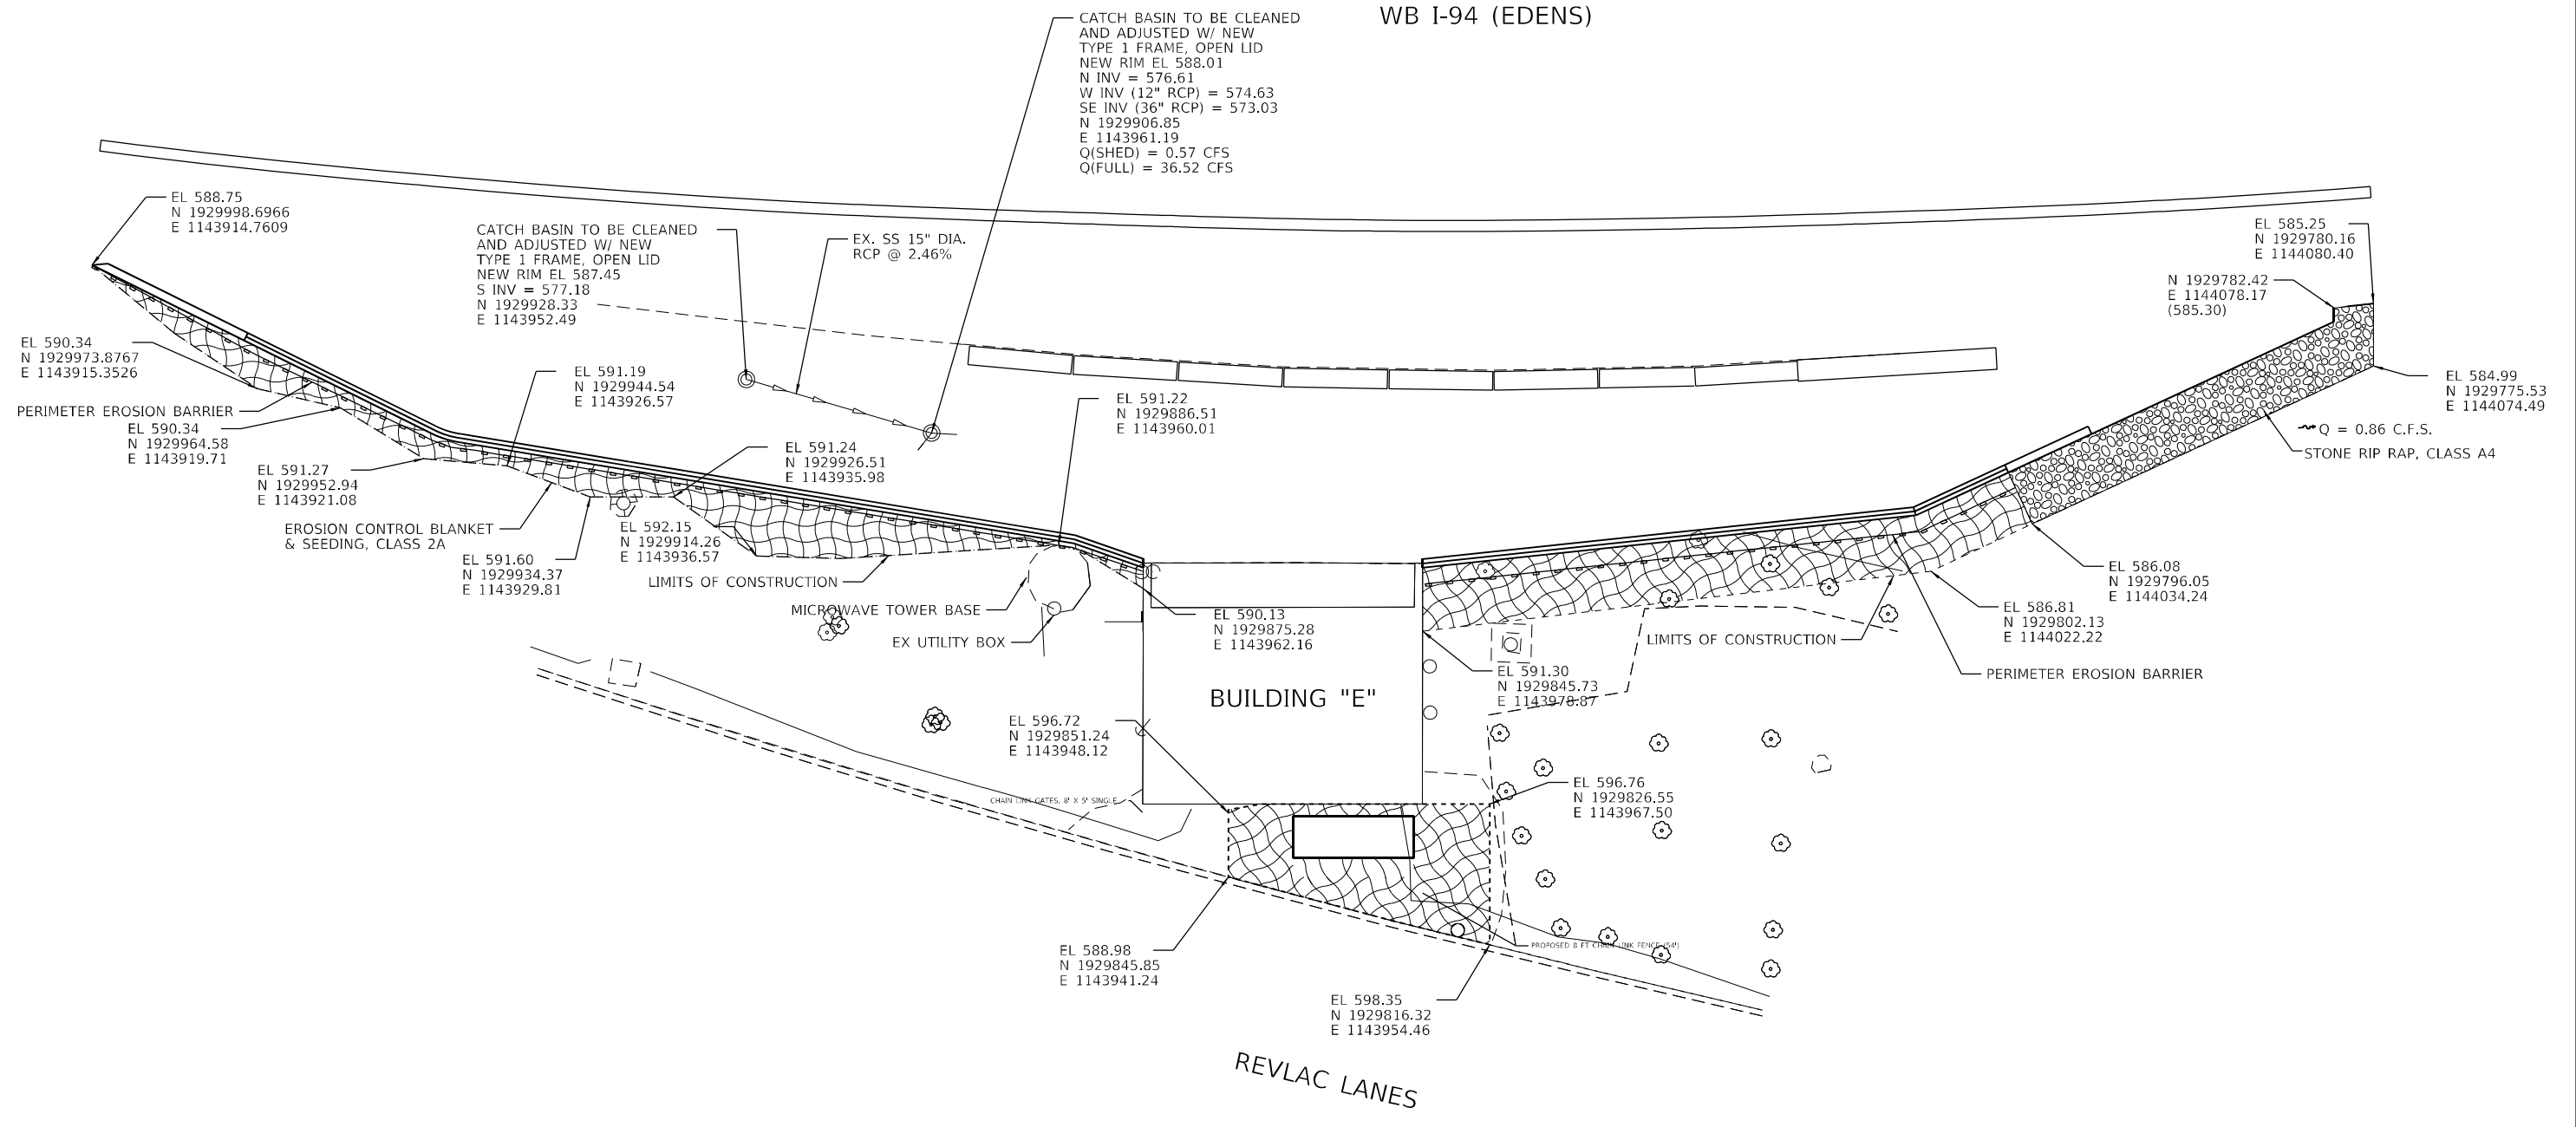 WB I-94 (EDENS)
CATCH BASIN TO BE CLEANED
AND ADJUSTED W/ NEW
TYPE 1 FRAME, OPEN LID
NEW RIM EL 588.01
N INV = 576.61
W INV (12" RCP) = 574.63
SE INV (36" RCP) = 573.03
N 1929906.85
E 1143961.19
Q(SHED) = 0.57 CFS
Q(FULL) = 36.52 CFS
EL 588.75
N 1929998.6966
E 1143914.7609
CATCH BASIN TO BE CLEANED
AND ADJUSTED W/ NEW
TYPE 1 FRAME, OPEN LID
NEW RIM EL 587.45
S INV = 577.18
N 1929928.33
E 1143952.49
EX. SS 15" DIA.
RCP @ 2.46%
EL 585.25
N 1929780.16
E 1144080.40
N 1929782.42
E 1144078.17
(585.30)
EL 590.34
N 1929973.8767
E 1143915.3526
PERIMETER EROSION BARRIER
EL 590.34
N 1929964.58
E 1143919.71
EL 591.19
N 1929944.54
E 1143926.57
EL 591.22
N 1929886.51
E 1143960.01
EL 584.99
N 1929775.53
E 1144074.49
Q = 0.86 C.F.S.
STONE RIP RAP, CLASS A4
EL 591.27
N 1929952.94
E 1143921.08
EL 591.24
N 1929926.51
E 1143935.98
EROSION CONTROL BLANKET
& SEEDING, CLASS 2A
EL 592.15
N 1929914.26
E 1143936.57
EL 591.60
N 1929934.37
E 1143929.81
LIMITS OF CONSTRUCTION
MICROWAVE TOWER BASE
EX UTILITY BOX
EL 590.13
N 1929875.28
E 1143962.16
EL 586.08
N 1929796.05
E 1144034.24
EL 586.81
N 1929802.13
E 1144022.22
LIMITS OF CONSTRUCTION
PERIMETER EROSION BARRIER
EL 591.30
N 1929845.73
E 1143978.87
BUILDING "E"
EL 596.72
N 1929851.24
E 1143948.12
EL 596.76
N 1929826.55
E 1143967.50
CHAIN LINK GATES, 8' X 5' SINGLE
PROPOSED 8 FT CHAIN LINK FENCE (54')
EL 588.98
N 1929845.85
E 1143941.24
EL 598.35
N 1929816.32
E 1143954.46
REVLAC LANES